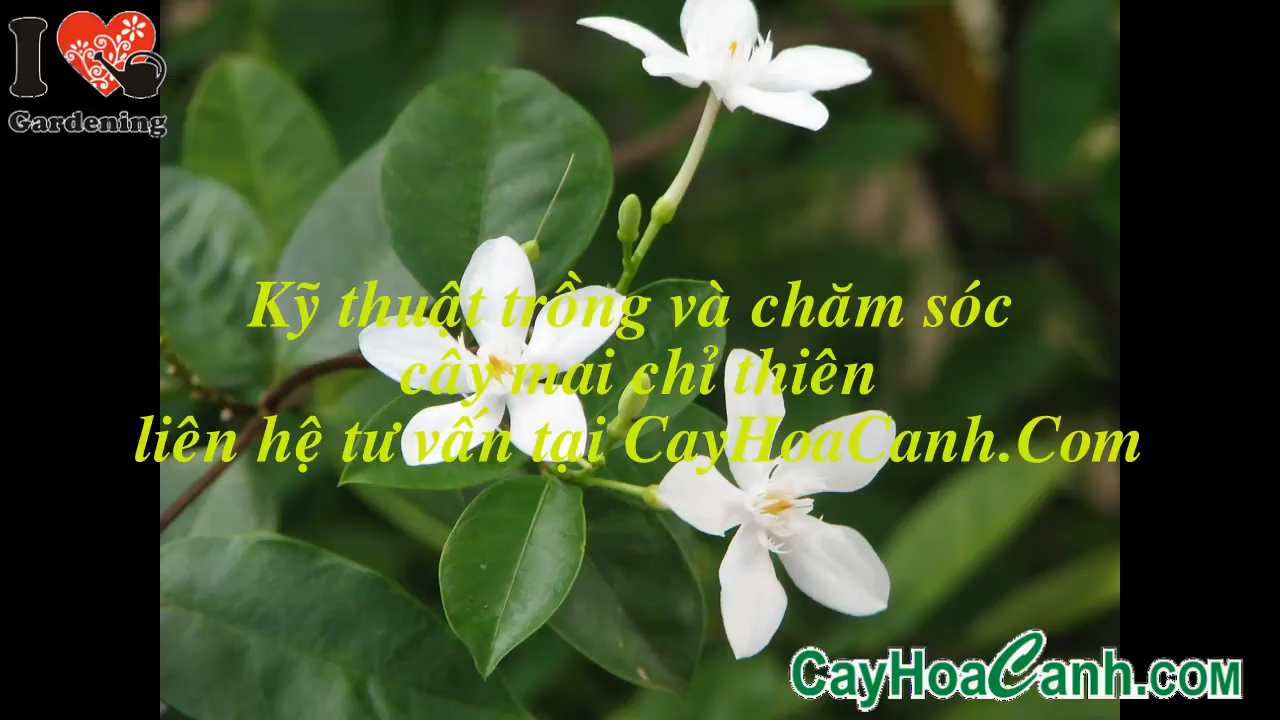 I
Gardening
Kỹ thuật trồng và chăm sóc
cây mai chỉ thiên
liên hệ tư vấn tại CayHoaCanh.Com
CayHoaCanh.com